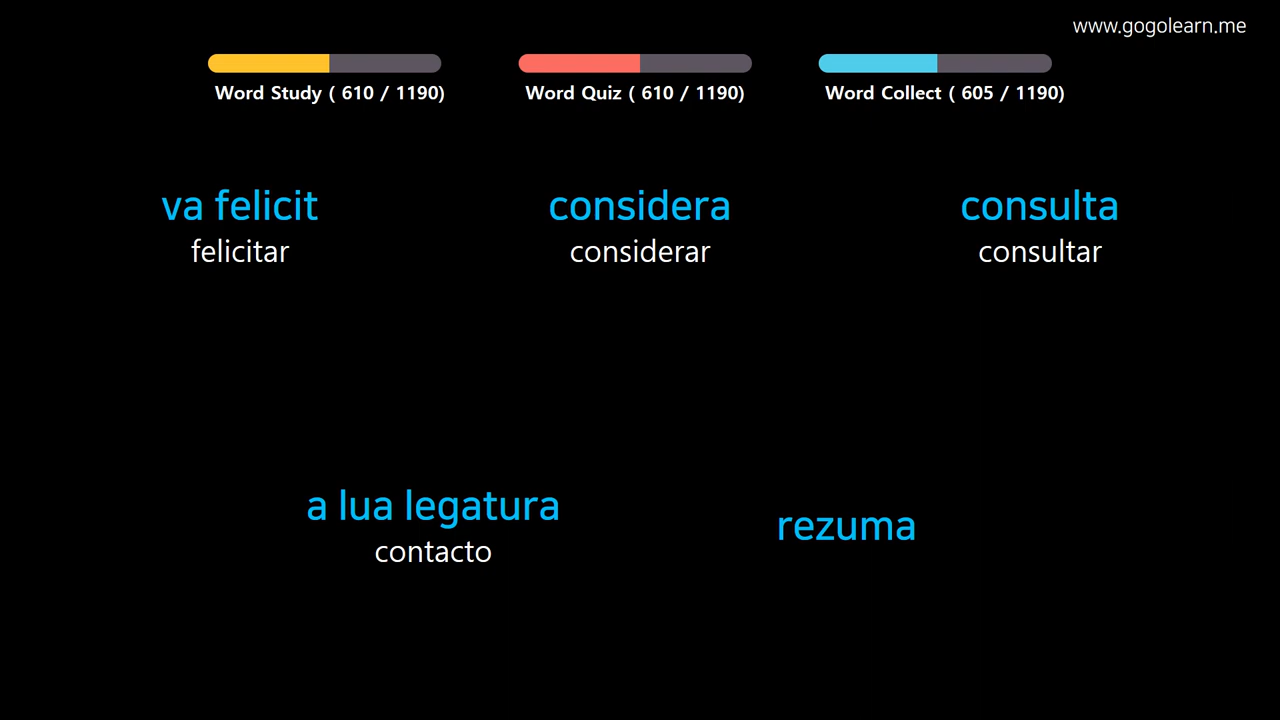 www.gogolearn.me
Word Study ( 610 / 1190)
Word Quiz ( 610 / 1190)
Word Collect ( 605 / 1190)
va felicit
felicitar
considera
considerar
consulta
consultar
a lua legatura
contacto
rezuma